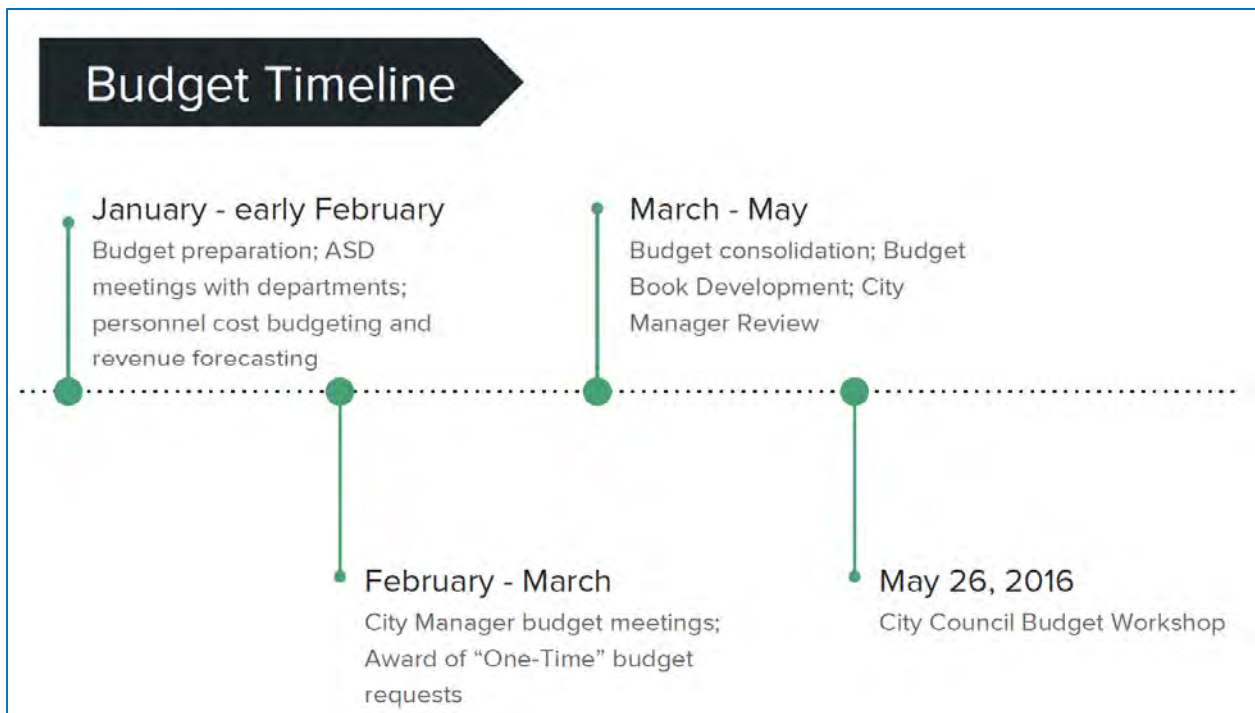 Budget Timeline
January - early February
Budget preparation; ASD
meetings with departments;
personnel cost budgeting and
revenue forecasting
February - March
City Manager budget meetings;
Award of “One-Time” budget
requests
March - May
Budget consolidation; Budget
Book Development; City
Manager Review
May 26, 2016
City Council Budget Workshop